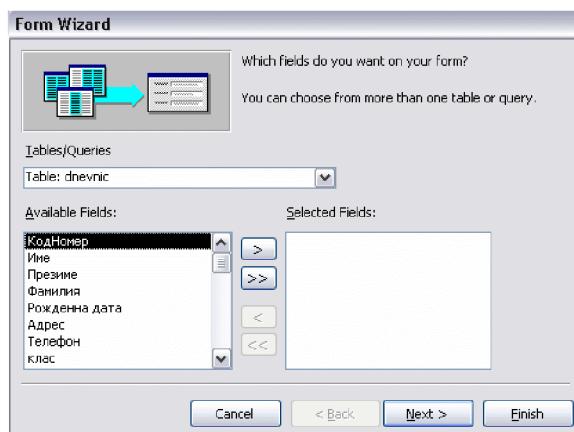 Form Wizard
Which fields do you want on your form?
You can choose from more than one table or query.
Tables/Queries
Table: dnevnic
Available Fields:
Selected Fields:
КодНомер
Име
Презиме
Фамилия
Рожденна дата
Адрес
Телефон
клас
>
>>
<
<<
Cancel
< Back
Next >
Finish